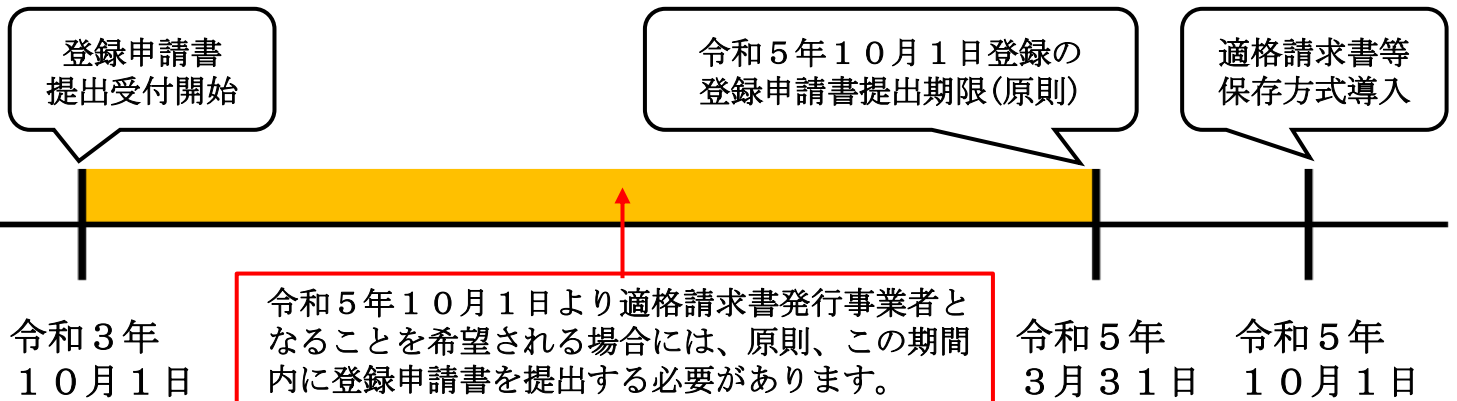 登録申請書
提出受付開始
令和５年１０月１日登録の
登録申請書提出期限(原則)
適格請求書等
保存方式導入
令和５年１０月１日より適格請求書発行事業者と
なることを希望される場合には、原則、この期間
内に登録申請書を提出する必要があります。
令和３年
１０月１日
令和５年
３月３１日
令和５年
１０月１日